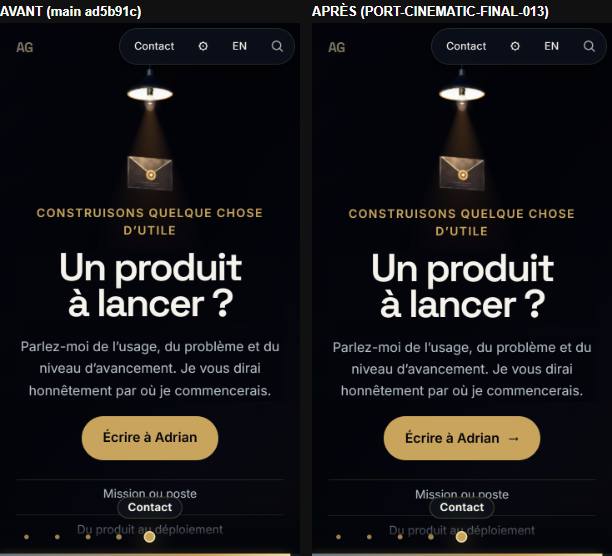 AVANT (main ad5b91c)
AG
Contact
EN
CONSTRUISONS QUELQUE CHOSE
D'UTILE
Un produit
à lancer ?
Parlez-moi de l'usage, du problème et du
niveau d'avancement. Je vous dirai
honnêtement par où je commencerais.
Écrire à Adrian
Mission ou poste
Contact
Du produit au déploiement
APRÈS (PORT-CINEMATIC-FINAL-013)
AG
Contact
EN
CONSTRUISONS QUELQUE CHOSE
D'UTILE
Un produit
à lancer ?
Parlez-moi de l'usage, du problème et du
niveau d'avancement. Je vous dirai
honnêtement par où je commencerais.
Écrire à Adrian →
Mission ou poste
Contact
Du produit au déploiement